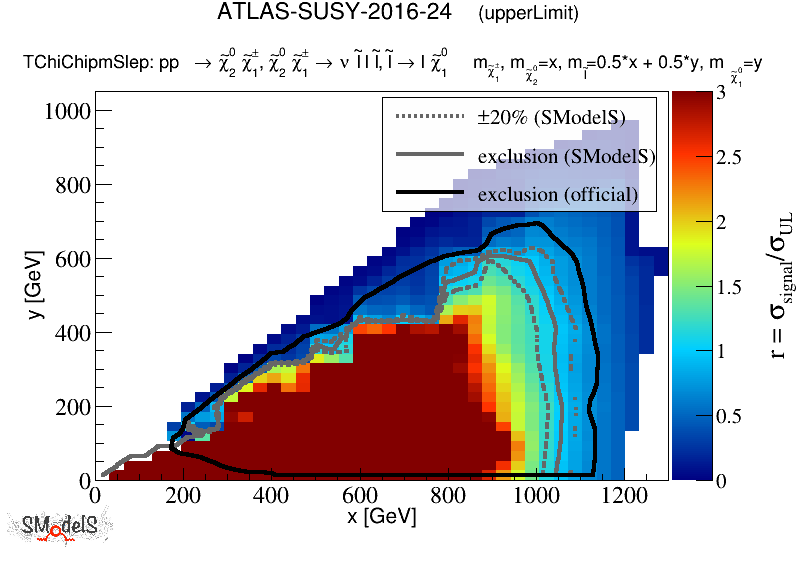 ATLAS-SUSY-2016-24 (upperLimit)
TChiChipmSlep: pp → χ̃₂⁰ χ̃₁^±, χ̃₂⁰ χ̃₁^± → ν l̃ l l̃, l̃ → l χ̃₁⁰ m_χ̃₁^±, m_χ̃₂⁰=x, m_l̃=0.5*x + 0.5*y, m_χ̃₁⁰=y
±20% (SModelS)
exclusion (SModelS)
exclusion (official)
1000
800
600
400
200
0
y [GeV]
0 200 400 600 800 1000 1200
x [GeV]
3
2.5
2
1.5
1
0.5
0
r = σ_signal/σ_UL
SModelS